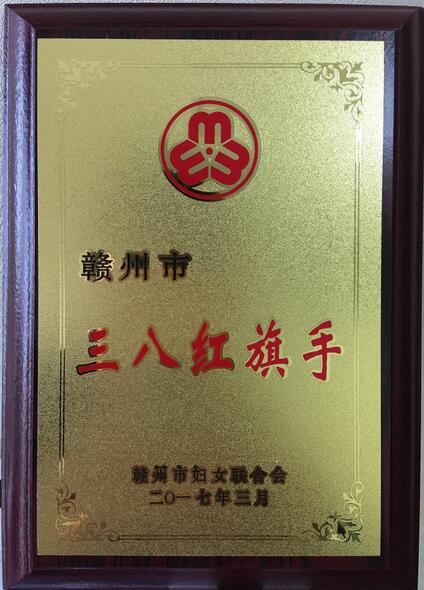 赣州市
三八红旗手
赣州市妇女联合会
二〇一七年三月